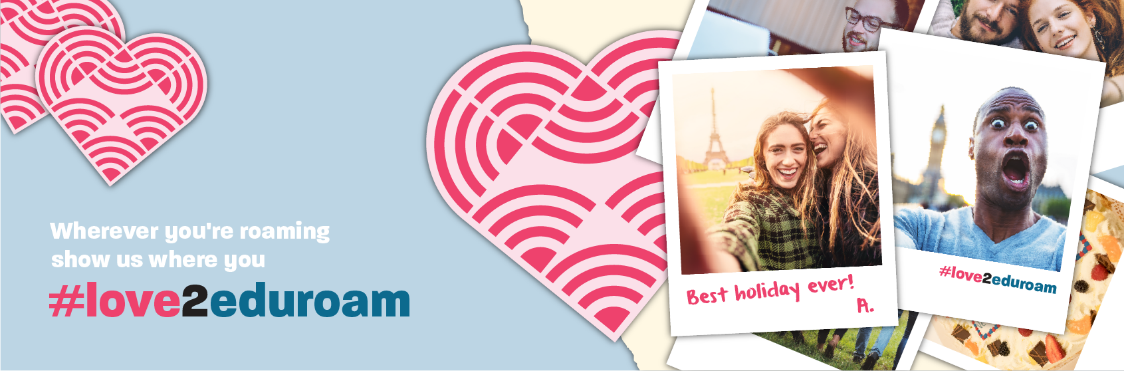 Wherever you're roaming
show us where you
#love2eduroam
Best holiday ever!
A.
#love2eduroam